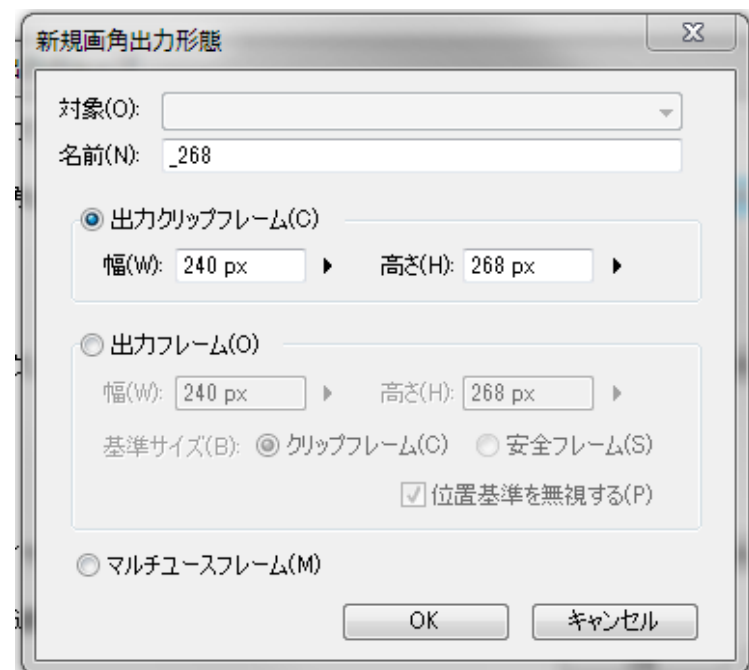 新規画角出力形態
対象(O):
名前(N): _268
出力クリップフレーム(C)
幅(W): 240 px 高さ(H): 268 px
出力フレーム(O)
幅(W): 240 px 高さ(H): 268 px
基準サイズ(B): クリップフレーム(C) 安全フレーム(S)
位置基準を無視する(P)
マルチユースフレーム(M)
OK キャンセル